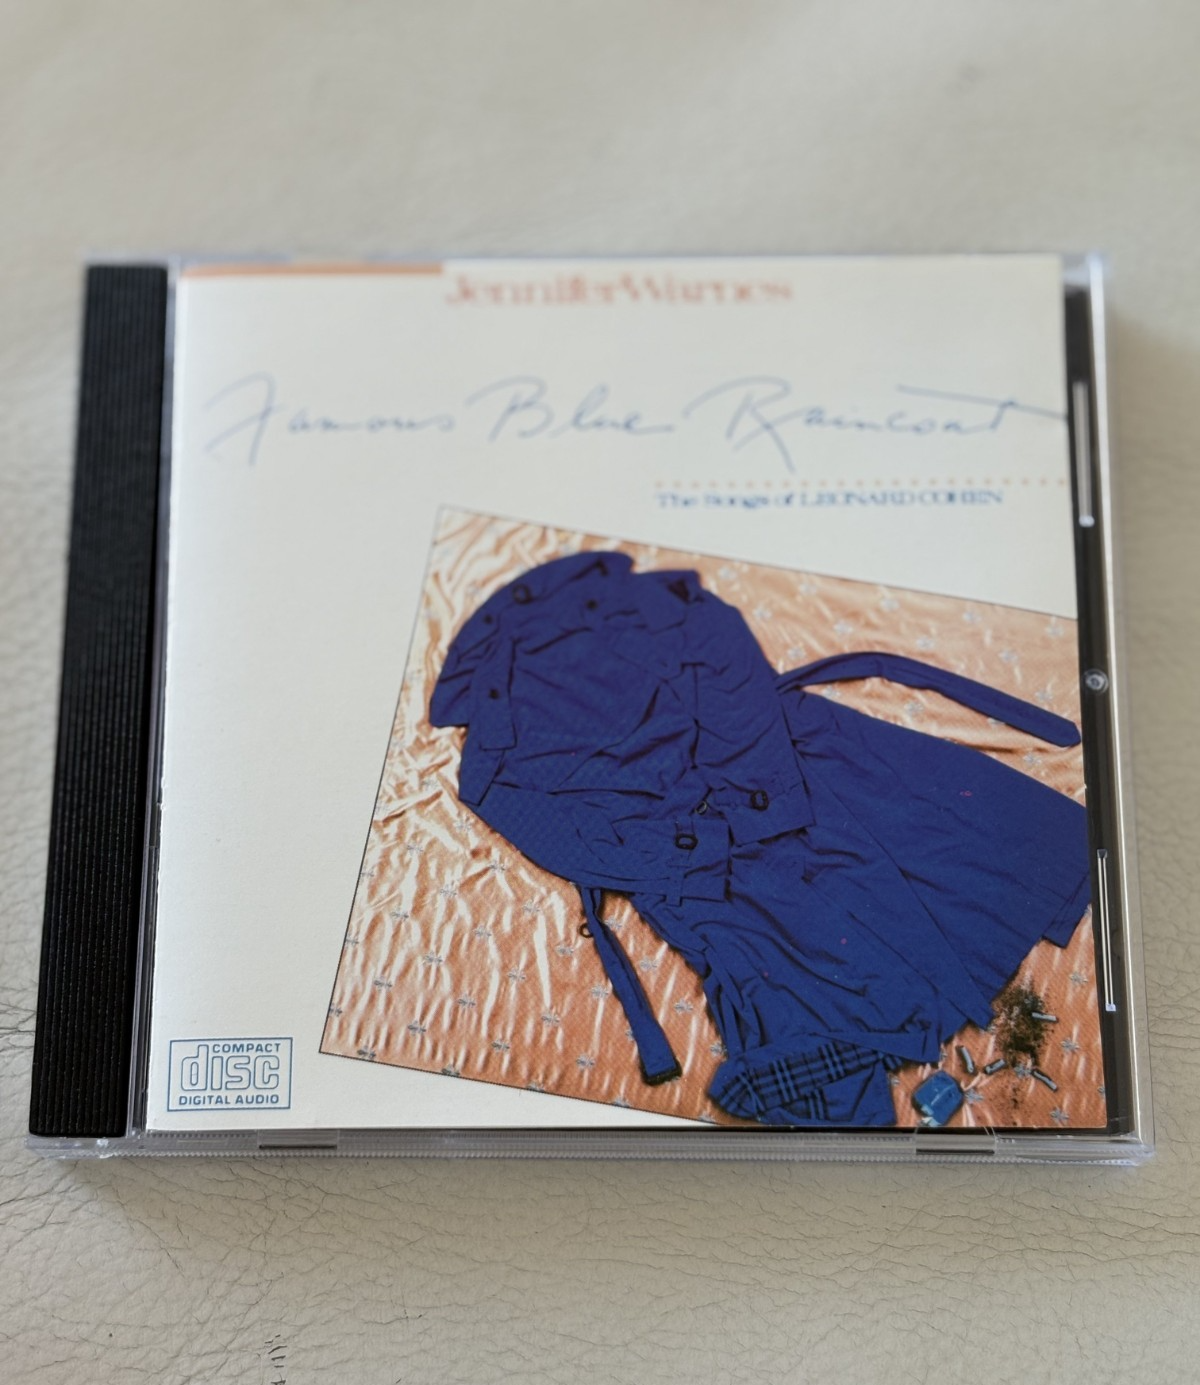 Jennifer Warnes
Famous Blue Raincoat
The Songs of LEONARD COHEN
COMPACT
disc
DIGITAL AUDIO